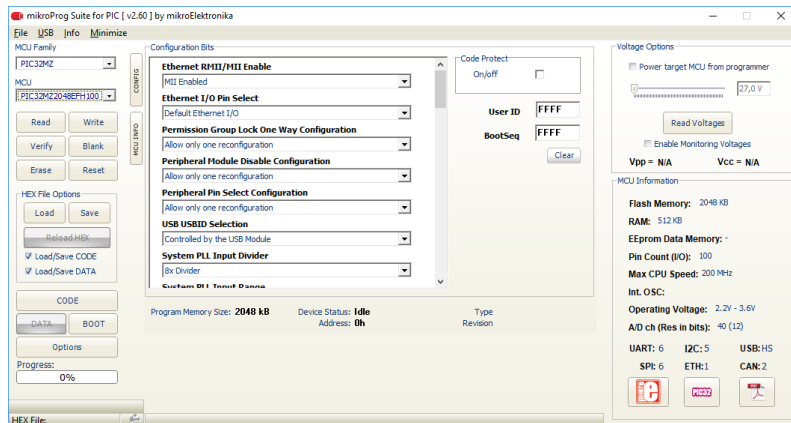 mikroProg Suite for PIC [ v2.60 ] by mikroElektronika
File USB Info Minimize
MCU Family
PIC32MZ
MCU
PIC32MZ2048EFH100
Read Write
Verify Blank
Erase Reset
HEX File Options
Load Save
Reload HEX
Load/Save CODE
Load/Save DATA
CODE
DATA BOOT
Options
Progress:
0%
HEX File:
CONFIG
MCU INFO
Configuration Bits
Ethernet RMII/MII Enable
MII Enabled
Ethernet I/O Pin Select
Default Ethernet I/O
Permission Group Lock One Way Configuration
Allow only one reconfiguration
Peripheral Module Disable Configuration
Allow only one reconfiguration
Peripheral Pin Select Configuration
Allow only one reconfiguration
USB USBID Selection
Controlled by the USB Module
System PLL Input Divider
8x Divider
System PLL Input Range
Code Protect
On/off
User ID FFFF
BootSeq FFFF
Clear
Program Memory Size: 2048 kB Device Status: Idle Type
Address: 0h Revision
Voltage Options
Power target MCU from programmer
27,0 V
Read Voltages
Enable Monitoring Voltages
Vpp = N/A Vcc = N/A
MCU Information
Flash Memory: 2048 KB
RAM: 512 KB
EEprom Data Memory: -
Pin Count (I/O): 100
Max CPU Speed: 200 MHz
Int. OSC:
Operating Voltage: 2.2V - 3.6V
A/D ch (Res in bits): 40 (12)
UART: 6 I2C: 5 USB: HS
SPI: 6 ETH: 1 CAN: 2
PIC32